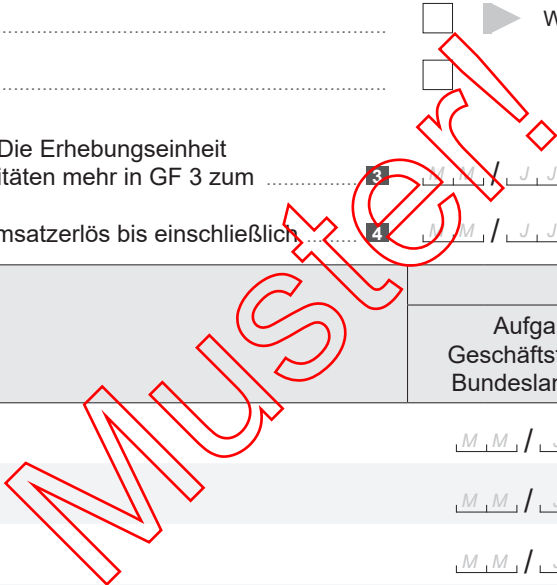 W
Die Erhebungseinheit
itäten mehr in GF 3 zum .......... 3 M M / J J
msatzerlös bis einschließlich .......... 4 M M / J J
Aufga
Geschäfts
Bundeslan
M M / J
M M / J
M M / J
Muster!